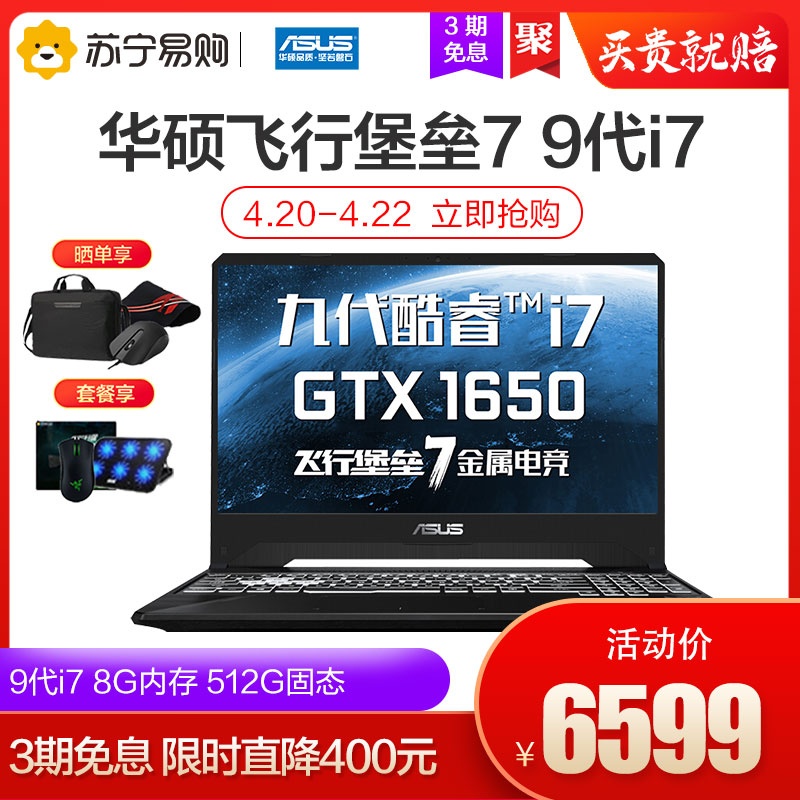 苏宁易购
ASUS
华硕品质·坚若磐石
3期
免息
聚
买贵就赔
华硕飞行堡垒7 9代i7
4.20-4.22 立即抢购
晒单享
套餐享
九代酷睿™i7
GTX 1650
飞行堡垒7金属电竞
ASUS
9代i7 8G内存 512G固态
3期免息 限时直降400元
活动价
¥6599